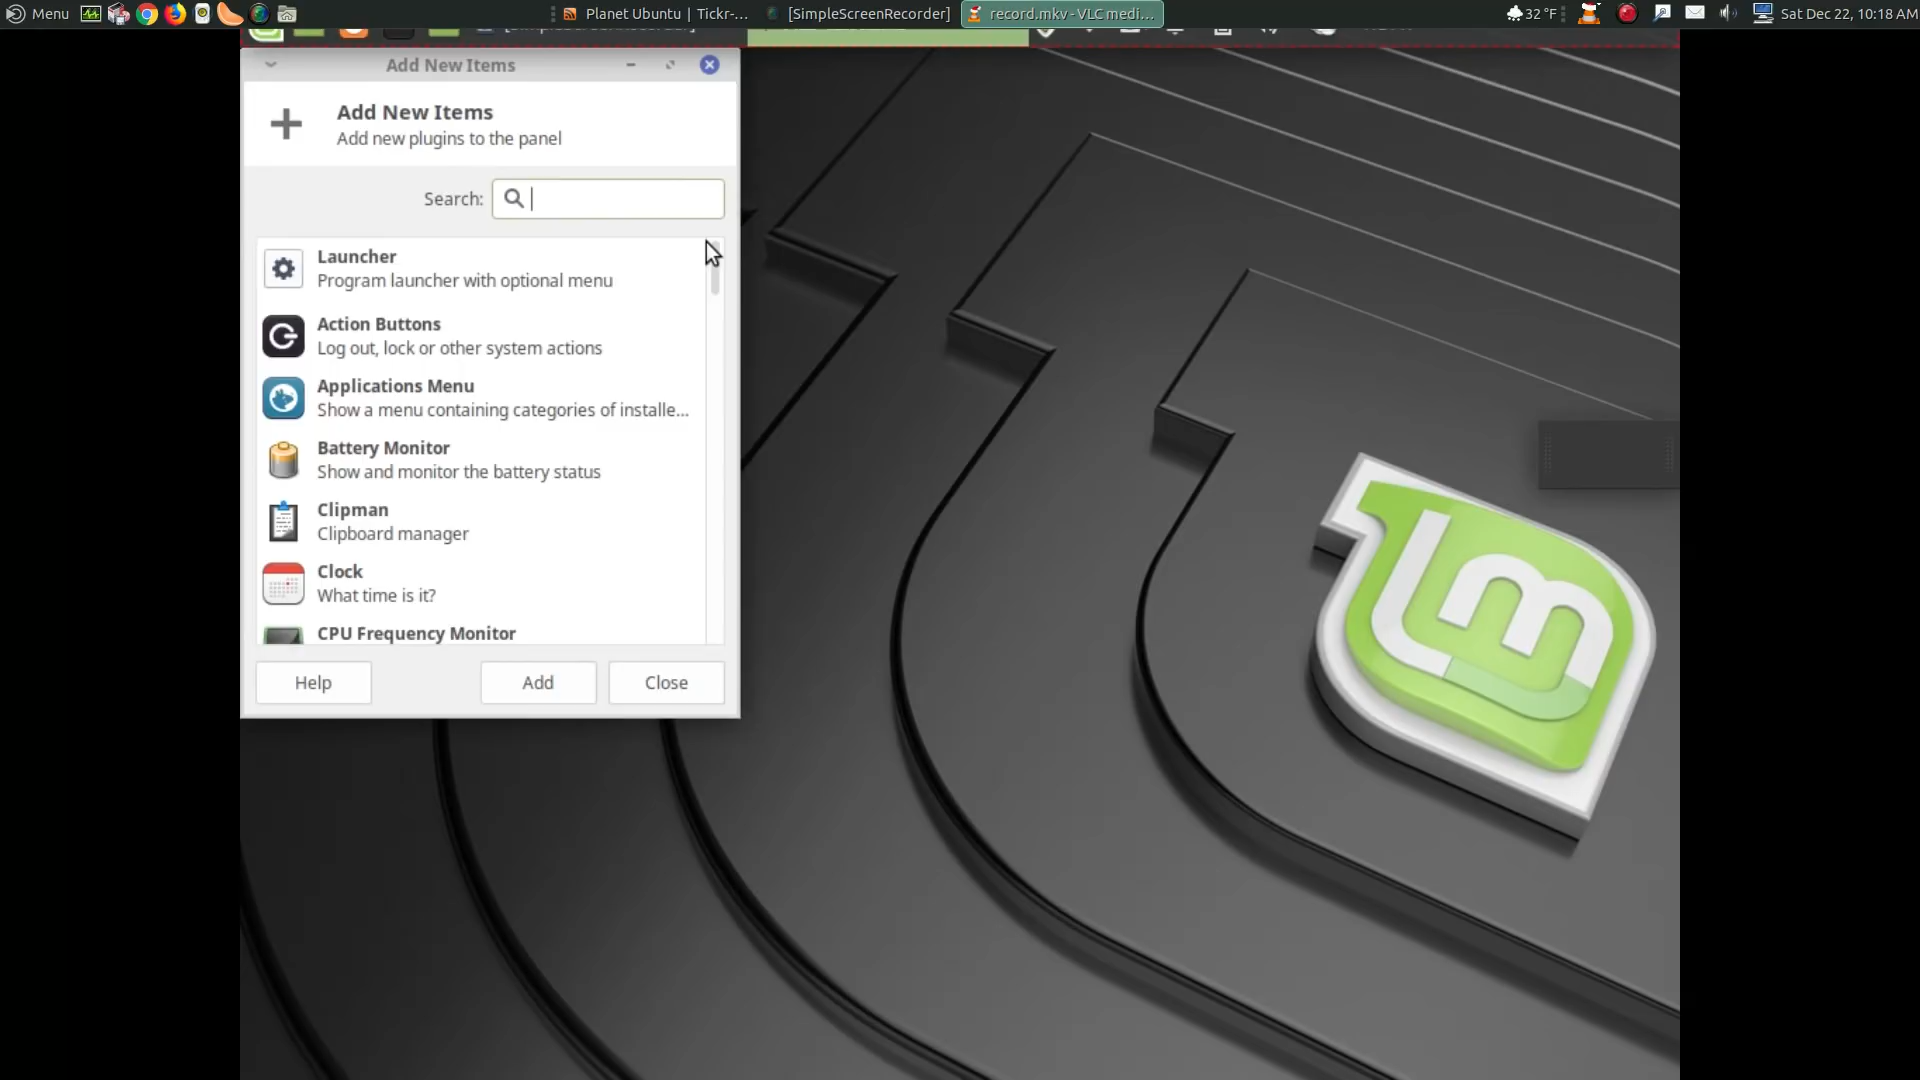 Menu
Planet Ubuntu | Tickr-...
[SimpleScreenRecorder]
record.mkv - VLC medi...
32 °F
Sat Dec 22, 10:18 AM
Add New Items
Add New Items
Add new plugins to the panel
Search:
Launcher
Program launcher with optional menu
Action Buttons
Log out, lock or other system actions
Applications Menu
Show a menu containing categories of installe...
Battery Monitor
Show and monitor the battery status
Clipman
Clipboard manager
Clock
What time is it?
CPU Frequency Monitor
Help
Add
Close